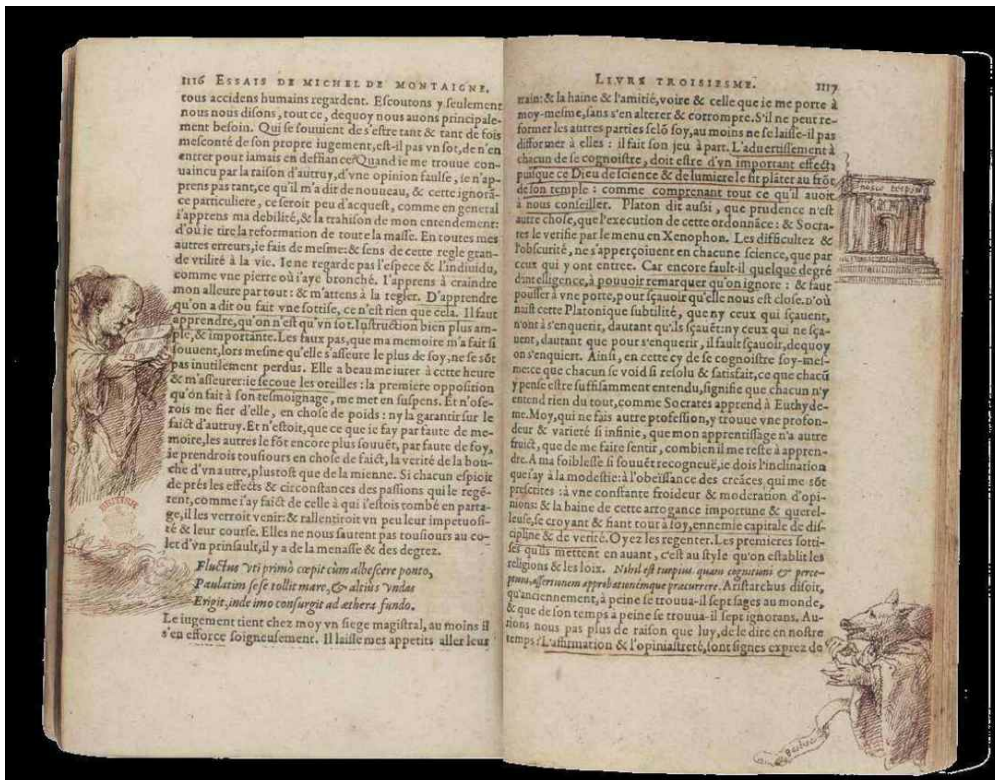 1116 ESSAIS DE MICHEL DE MONTAIGNE.
tous accidens humains regardent. Eſcoutons y ſeulement
nous nous diſons, tout ce, dequoy nous auons principale-
ment beſoin. Qui ſe ſouuient de s'eſtre tant & tant de fois
meſconté de ſon propre iugement, eſt-il pas vn ſot, de n'en
entrer pour iamais en deffiance? Quand ie me trouue con-
uaincu par la raiſon d'autruy, d'vne opinion faulſe, ie n'ap-
prens pas tant, ce qu'il m'a dit de nouueau, & cette ignorā-
ce particuliere, ce ſeroit peu d'acqueſt, comme en general
i'apprens ma debilité, & la trahiſon de mon entendement:
d'où ie tire la reformation de toute la maſſe. En toutes mes
autres erreurs, ie fais de meſme: & ſens de cette regle gran-
de vtilité à la vie. Ie ne regarde pas l'eſpece & l'indiuidu,
comme vne pierre où i'aye bronché. I'apprens à craindre
mon alleure par tout: & m'attens à la regler. D'apprendre
qu'on a dit ou fait vne ſottiſe, ce n'eſt rien que cela. Il faut
apprendre, qu'on n'eſt qu'vn ſot. Inſtruction bien plus am-
ple, & importante. Les faux pas, que ma memoire m'a fait ſi
ſouuent, lors meſme qu'elle s'aſſeure le plus de ſoy, ne ſe sōt
pas inutilement perdus. Elle a beau me iurer à cette heure
& m'aſſeurer: ie ſecoue les oreilles: la premiere oppoſition
qu'on fait à ſon teſmoignage, me met en ſuſpens. Et n'oſe-
rois me fier d'elle, en choſe de poids: ny la garantir ſur le
faict d'autruy. Et n'eſtoit, que ce que ie fay par faute de me-
moire, les autres le fōt encore plus ſouuēt, par faute de foy,
ie prendrois touſiours en choſe de faict, la verité de la bou-
che d'vn autre, pluſtoſt que de la mienne. Si chacun eſpioit
de prés les effects & circonſtances des paſſions qui le regē-
tent, comme i'ay faict de celle à qui i'eſtois tombé en parta-
ge, il les verroit venir: & rallentiroit vn peu leur impetuoſi-
té & leur courſe. Elles ne nous ſautent pas touſiours au co-
let d'vn prinſault, il y a de la menaſſe & des degrez.
Fluctus vti primò cœpit cùm albeſcere ponto,
Paulatim ſeſe tollit mare, & altiùs vndas
Erigit, inde imo conſurgit ad æthera fundo.
Le iugement tient chez moy vn ſiege magiſtral, au moins il
s'en efforce ſoigneuſement. Il laiſſe mes appetits aller leur
LIVRE TROISIESME. 1117
train: & la haine & l'amitié, voire & celle que ie me porte à
moy-meſme, ſans s'en alterer & corrompre. S'il ne peut re-
former les autres parties ſelō ſoy, au moins ne ſe laiſſe-il pas
difformer à elles: il fait ſon jeu à part. L'aduertiſſement à
chacun de ſe cognoiſtre, doit eſtre d'vn important effect,
puiſque ce Dieu de ſcience & de lumiere le fit plāter au frōt
de ſon temple: comme comprenant tout ce qu'il auoit
à nous conſeiller. Platon dit auſſi, que prudence n'eſt
autre choſe, que l'execution de cette ordonnāce: & Socra-
tes le verifie par le menu en Xenophon. Les difficultez &
l'obſcurité, ne s'apperçoiuent en chacune ſcience, que par
ceux qui y ont entree. Car encore fault-il quelque degré
d'intelligence, à pouuoir remarquer qu'on ignore: & faut
pouſſer à vne porte, pour ſçauoir qu'elle nous eſt cloſe. D'où
naiſt cette Platonique ſubtilité, que ny ceux qui ſçauent,
n'ont à s'enquerir, dautant qu'ils ſçauēt: ny ceux qui ne ſça-
uent, dautant que pour s'enquerir, il fault ſçauoir, dequoy
on s'enquiert. Ainſi, en cette cy de ſe cognoiſtre ſoy-meſ-
me: ce que chacun ſe void ſi reſolu & ſatisfait, ce que chacū
y penſe eſtre ſuffiſamment entendu, ſignifie que chacun n'y
entend rien du tout, comme Socrates apprend à Euthyde-
me. Moy, qui ne fais autre profeſſion, y trouue vne profon-
deur & varieté ſi infinie, que mon apprentiſſage n'a autre
fruict, que de me faire ſentir, combien il me reſte à appren-
dre. A ma foibleſſe ſi ſouuēt recogneuë, ie dois l'inclination
que i'ay à la modeſtie: à l'obeïſſance des creāces qui me sōt
preſcrites: à vne conſtante froideur & moderation d'opi-
nions: & la haine de cette arrogance importune & querel-
leuſe, ſe croyant & fiant tout à ſoy, ennemie capitale de diſ-
cipline & de verité. Oyez les regenter. Les premieres ſotti-
ſes qu'ils mettent en auant, c'eſt au ſtyle qu'on eſtablit les
religions & les loix. Nihil eſt turpius quàm cognitioni & perce-
ptioni, aſſertionem approbationémque præcurrere. Ariſtarchus diſoit,
qu'anciennement, à peine ſe trouua-il ſept ſages au monde,
& que de ſon temps à peine ſe trouua-il ſept ignorans. Au-
rions nous pas plus de raiſon que luy, de le dire en noſtre
temps? L'affirmation & l'opiniaſtreté, ſont ſignes exprez de